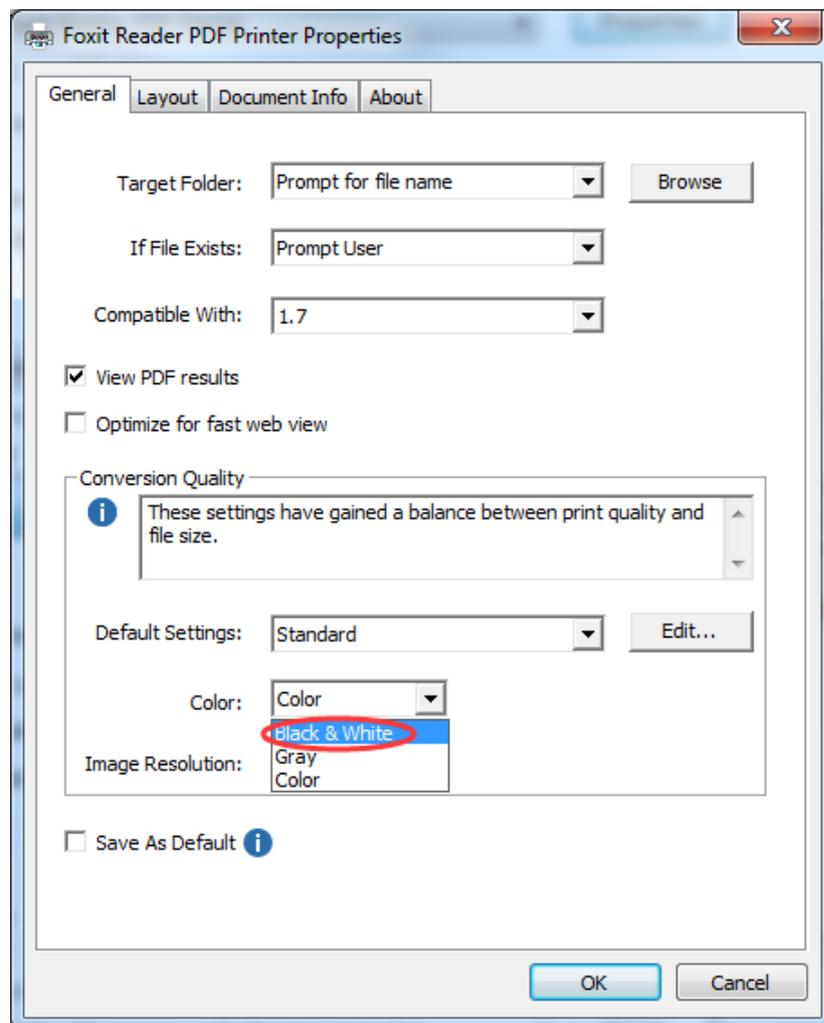 Foxit Reader PDF Printer Properties
General Layout Document Info About
Target Folder: Prompt for file name Browse
If File Exists: Prompt User
Compatible With: 1.7
View PDF results
Optimize for fast web view
Conversion Quality
These settings have gained a balance between print quality and
file size.
Default Settings: Standard Edit...
Color: Color
Black & White
Gray
Image Resolution:
Color
Save As Default
OK Cancel